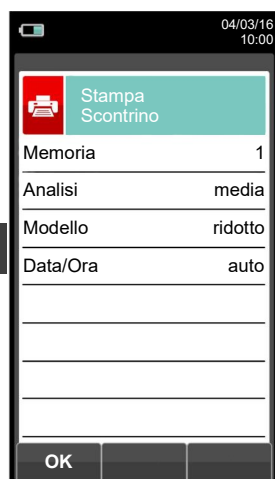 04/03/16
10:00
Stampa
Scontrino
Memoria 1
Analisi media
Modello ridotto
Data/Ora auto
OK